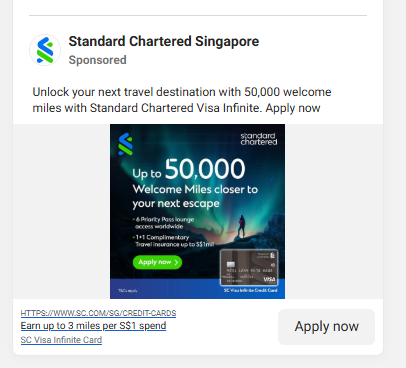 Standard Chartered Singapore
Sponsored
Unlock your next travel destination with 50,000 welcome
miles with Standard Chartered Visa Infinite. Apply now
standard
chartered
Up to 50,000
Welcome Miles closer to
your next escape
• 6 Priority Pass lounge
access worldwide
• 1+1 Complimentary
Travel insurance up to S$1mil
Apply now
VISA
T&Cs apply
SC Visa Infinite Credit Card
HTTPS://WWW.SC.COM/SG/CREDIT-CARDS
Earn up to 3 miles per S$1 spend
SC Visa Infinite Card
Apply now